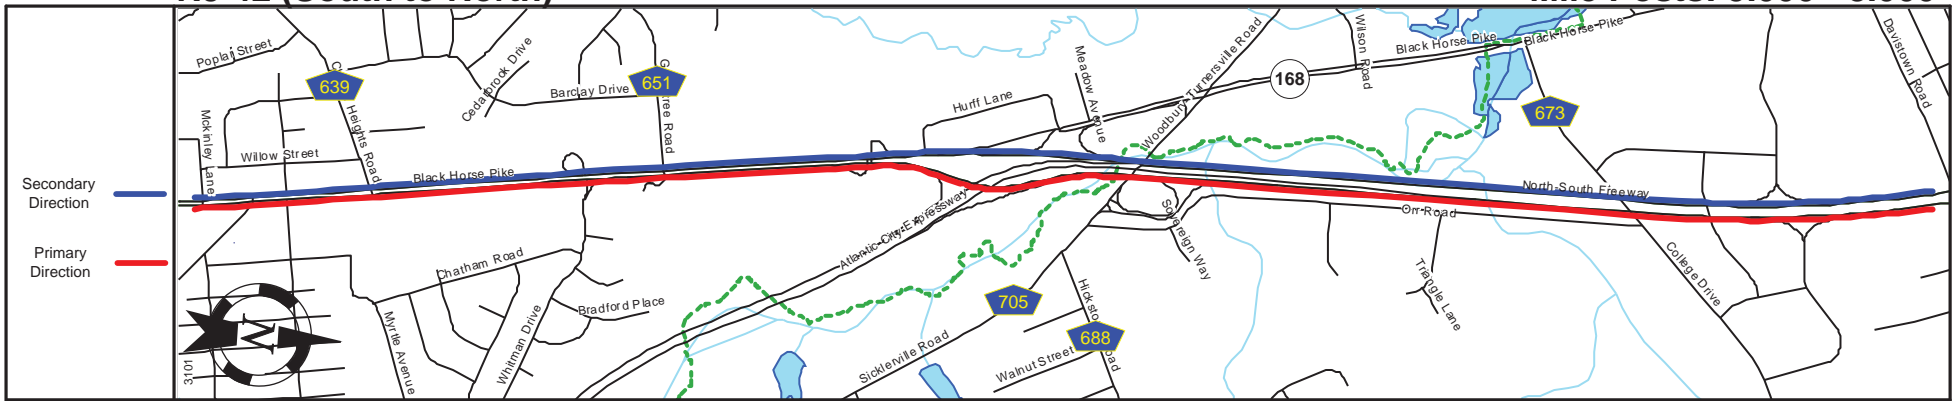 Poplar Street
Cedarbrook Drive
639
651
Barclay Drive
Mckinley Lane
Heights Road
Willow Street
Black Horse Pike
Hurff Lane
Meadow Avenue
Woodbury-Turnersville Road
168
Wilson Road
Black Horse Pike
Black Horse Pike
673
Davistown Road
Secondary
Direction
Primary
Direction
North-South Freeway
On Road
Atlantic City Expressway
Sovereign Way
Chatham Road
Bradford Place
Whitman Drive
Myrtle Avenue
3101
N
705
688
Sicklerville Road
Walnut Street
Triangle Lane
College Drive